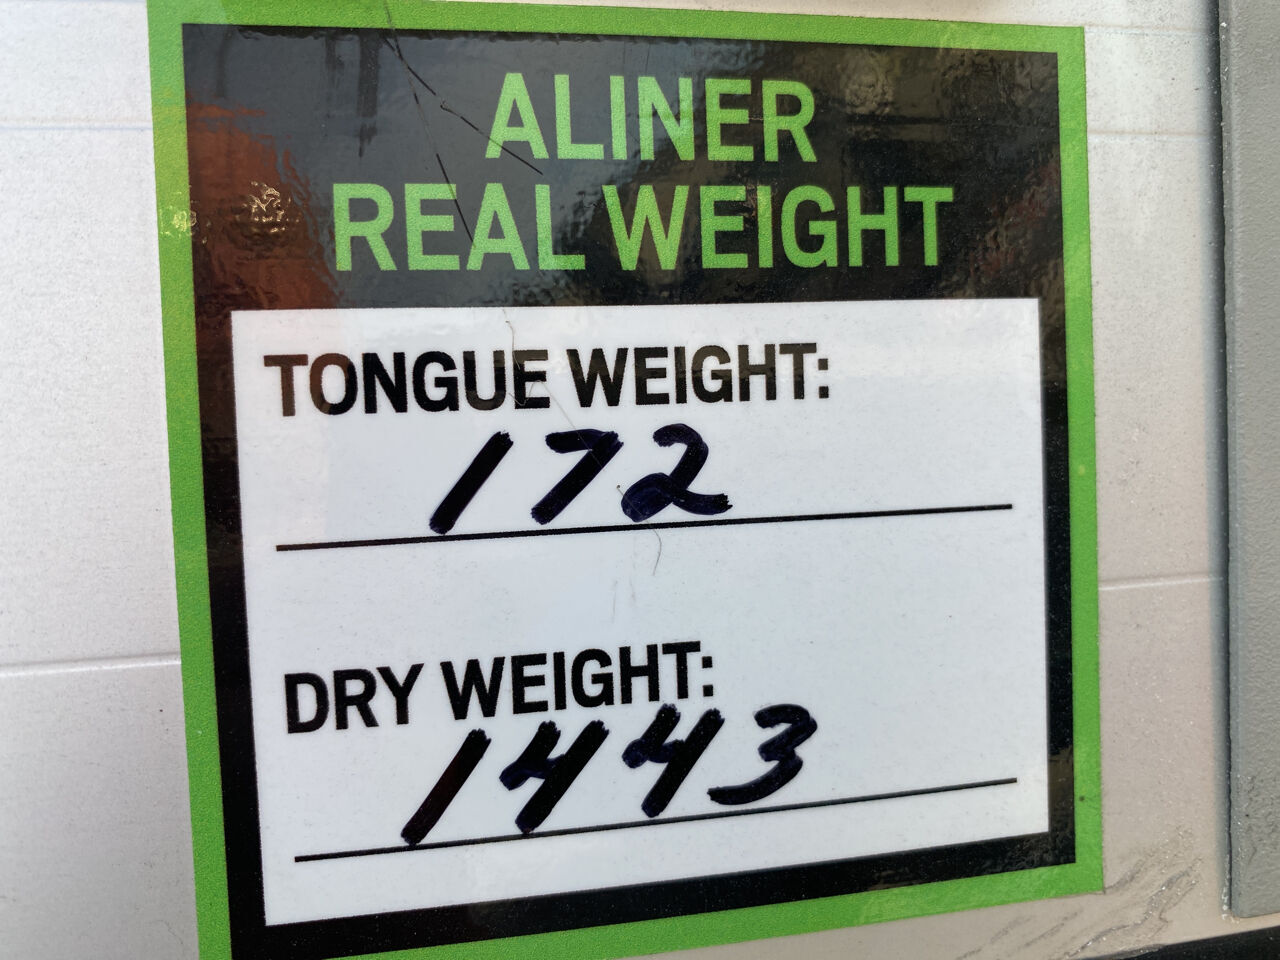 ALINER
REAL WEIGHT
TONGUE WEIGHT:
172
DRY WEIGHT:
1443